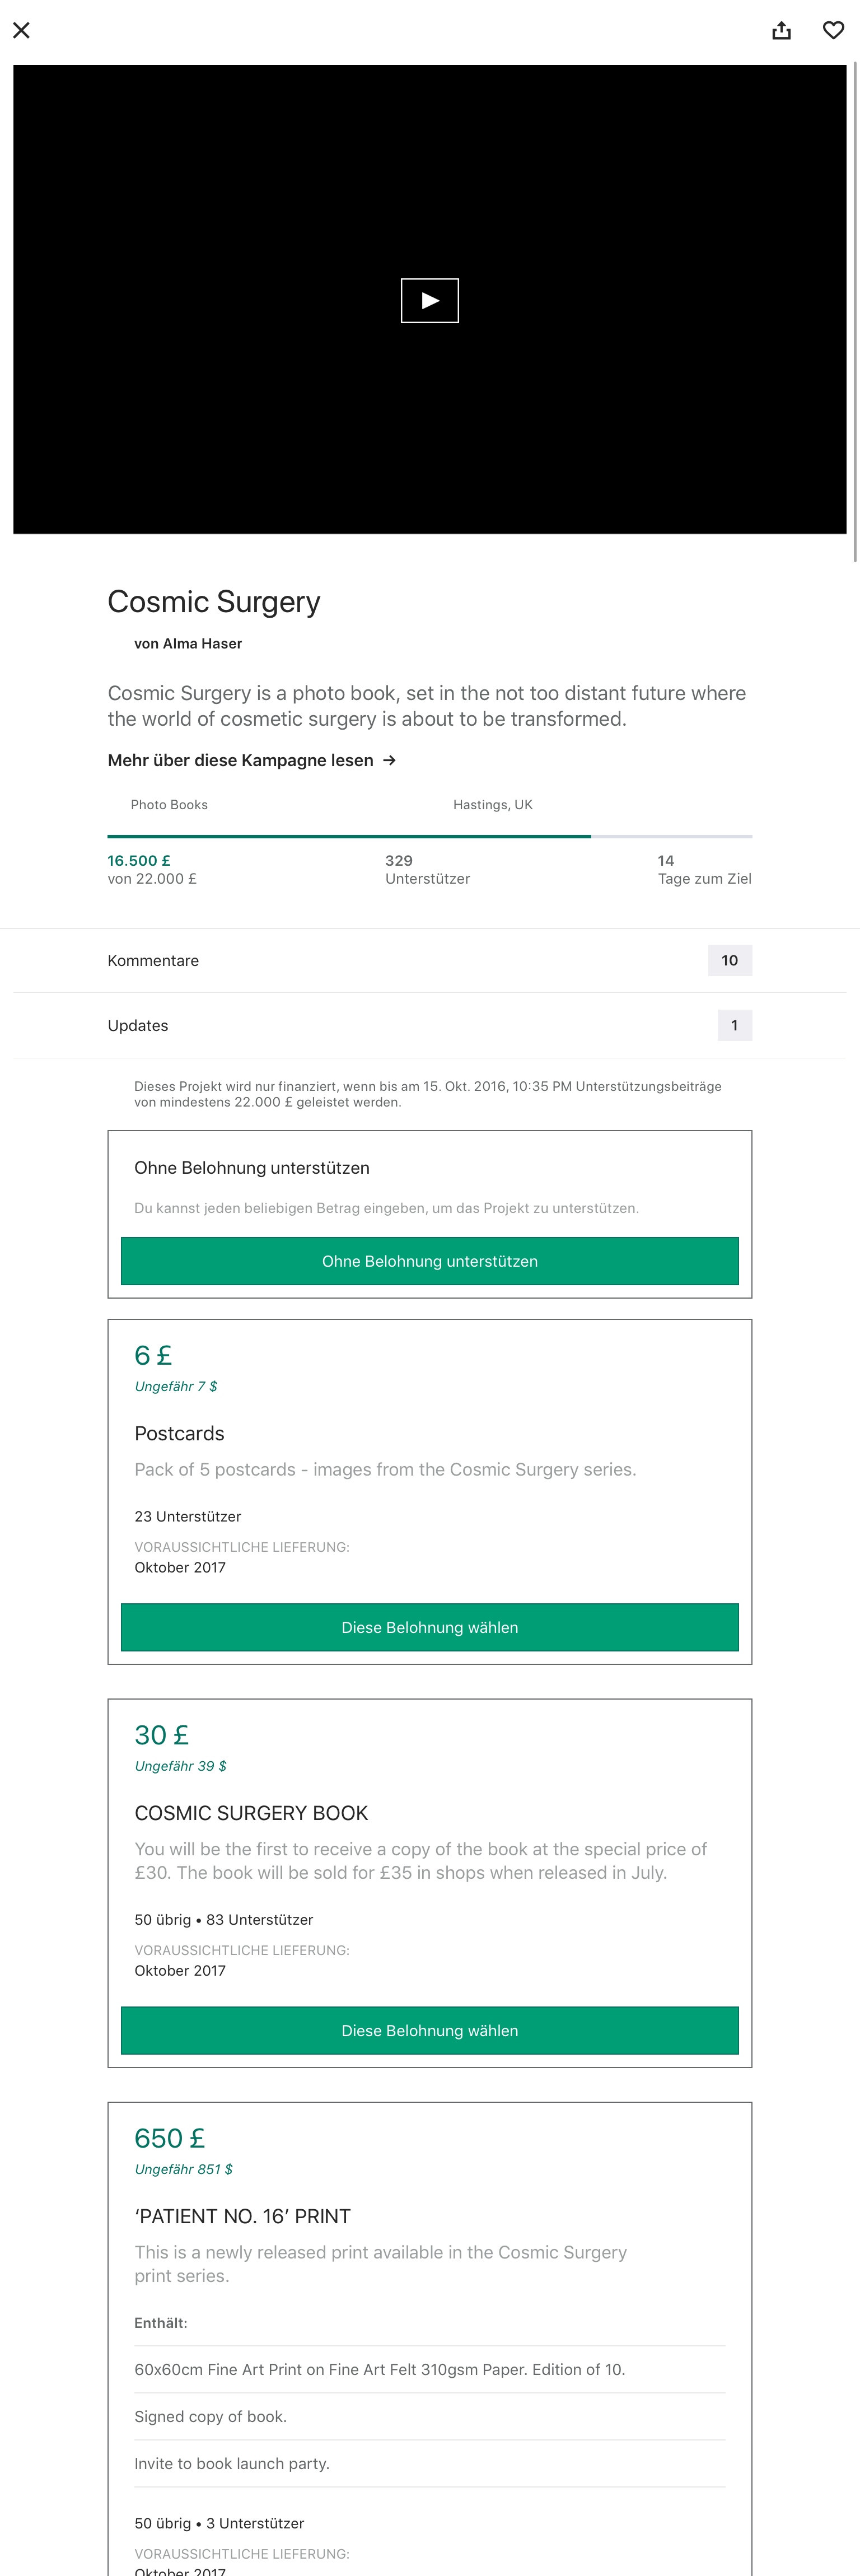 Cosmic Surgery
von Alma Haser
Cosmic Surgery is a photo book, set in the not too distant future where
the world of cosmetic surgery is about to be transformed.
Mehr über diese Kampagne lesen →
Photo Books
Hastings, UK
16.500 £
von 22.000 £
329
Unterstützer
14
Tage zum Ziel
Kommentare
10
Updates
1
Dieses Projekt wird nur finanziert, wenn bis am 15. Okt. 2016, 10:35 PM Unterstützungsbeiträge
von mindestens 22.000 £ geleistet werden.
Ohne Belohnung unterstützen
Du kannst jeden beliebigen Betrag eingeben, um das Projekt zu unterstützen.
Ohne Belohnung unterstützen
6 £
Ungefähr 7 $
Postcards
Pack of 5 postcards - images from the Cosmic Surgery series.
23 Unterstützer
VORAUSSICHTLICHE LIEFERUNG:
Oktober 2017
Diese Belohnung wählen
30 £
Ungefähr 39 $
COSMIC SURGERY BOOK
You will be the first to receive a copy of the book at the special price of
£30. The book will be sold for £35 in shops when released in July.
50 übrig • 83 Unterstützer
VORAUSSICHTLICHE LIEFERUNG:
Oktober 2017
Diese Belohnung wählen
650 £
Ungefähr 851 $
‘PATIENT NO. 16’ PRINT
This is a newly released print available in the Cosmic Surgery
print series.
Enthält:
60x60cm Fine Art Print on Fine Art Felt 310gsm Paper. Edition of 10.
Signed copy of book.
Invite to book launch party.
50 übrig • 3 Unterstützer
VORAUSSICHTLICHE LIEFERUNG:
Oktober 2017